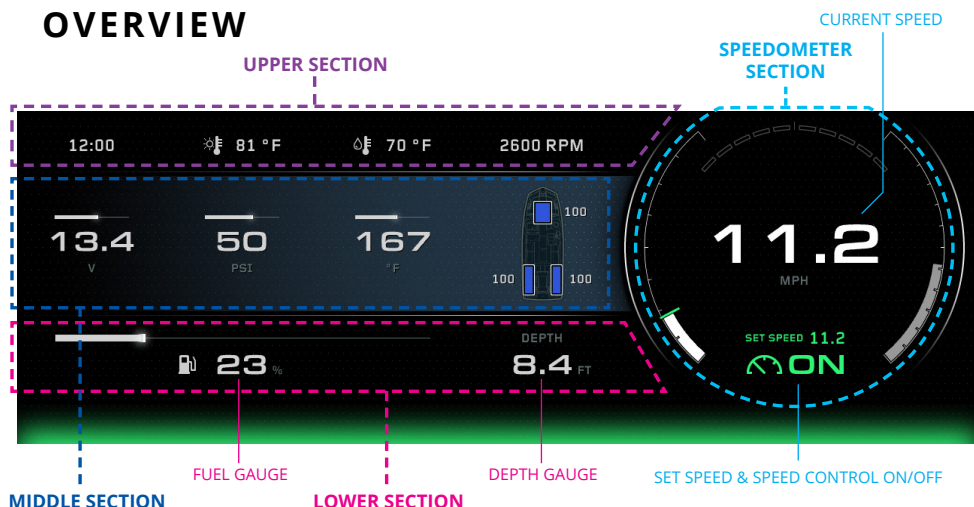 OVERVIEW
CURRENT SPEED
SPEEDOMETER
SECTION
UPPER SECTION
12:00
81 °F
70 °F
2600 RPM
13.4
V
50
PSI
167
°F
100
100
100
11.2
MPH
SET SPEED 11.2
ON
23 %
DEPTH
8.4 FT
FUEL GAUGE
DEPTH GAUGE
SET SPEED & SPEED CONTROL ON/OFF
MIDDLE SECTION
LOWER SECTION